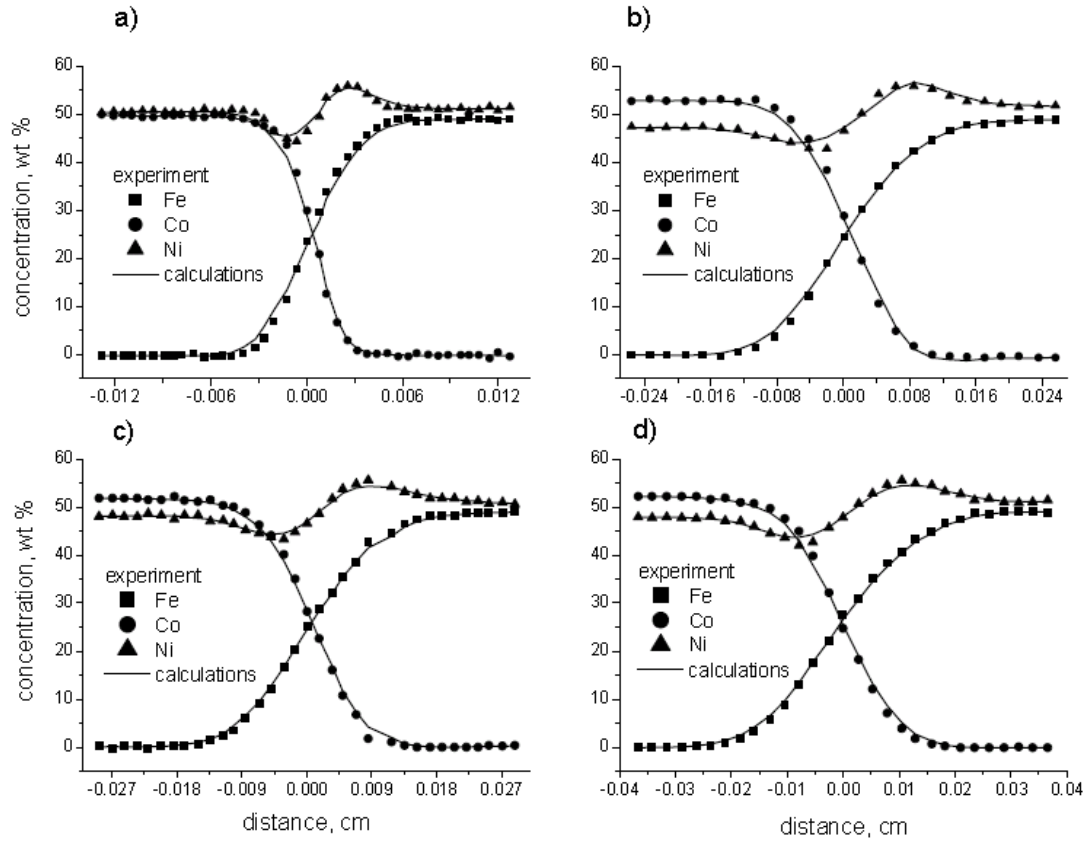 a)
60
50
40
30
20
10
0
concentration, wt %
experiment
Fe
Co
Ni
calculations
-0.012
-0.006
0.000
0.006
0.012
b)
60
50
40
30
20
10
0
experiment
Fe
Co
Ni
calculations
-0.024
-0.016
-0.008
0.000
0.008
0.016
0.024
c)
60
50
40
30
20
10
0
concentration, wt %
experiment
Fe
Co
Ni
calculations
-0.027
-0.018
-0.009
0.000
0.009
0.018
0.027
distance, cm
d)
60
50
40
30
20
10
0
experiment
Fe
Co
Ni
calculations
-0.04
-0.03
-0.02
-0.01
0.00
0.01
0.02
0.03
0.04
distance, cm